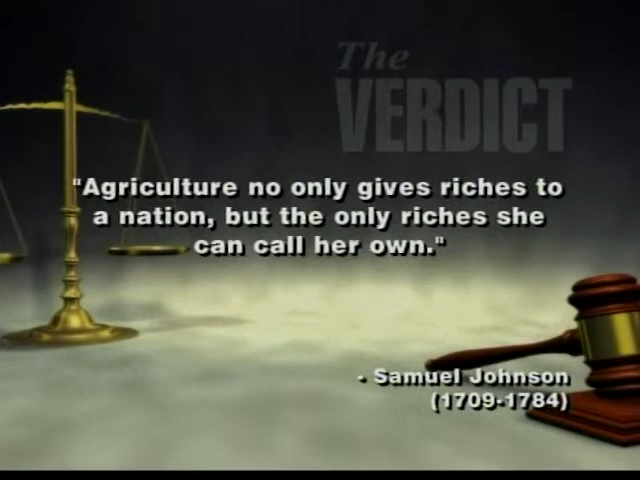 The
VERDICT
"Agriculture no only gives riches to
a nation, but the only riches she
can call her own."
- Samuel Johnson
(1709-1784)